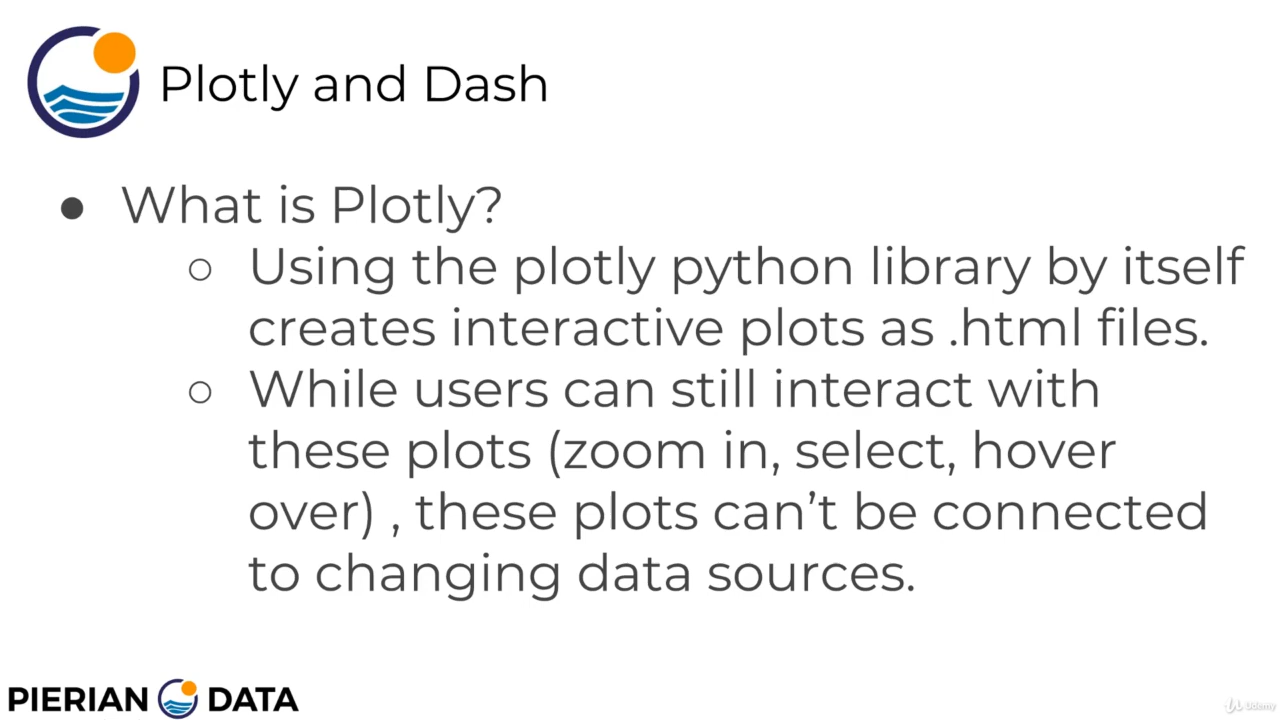 Plotly and Dash
● What is Plotly?
○ Using the plotly python library by itself
creates interactive plots as .html files.
○ While users can still interact with
these plots (zoom in, select, hover
over) , these plots can’t be connected
to changing data sources.
PIERIAN DATA
Udemy